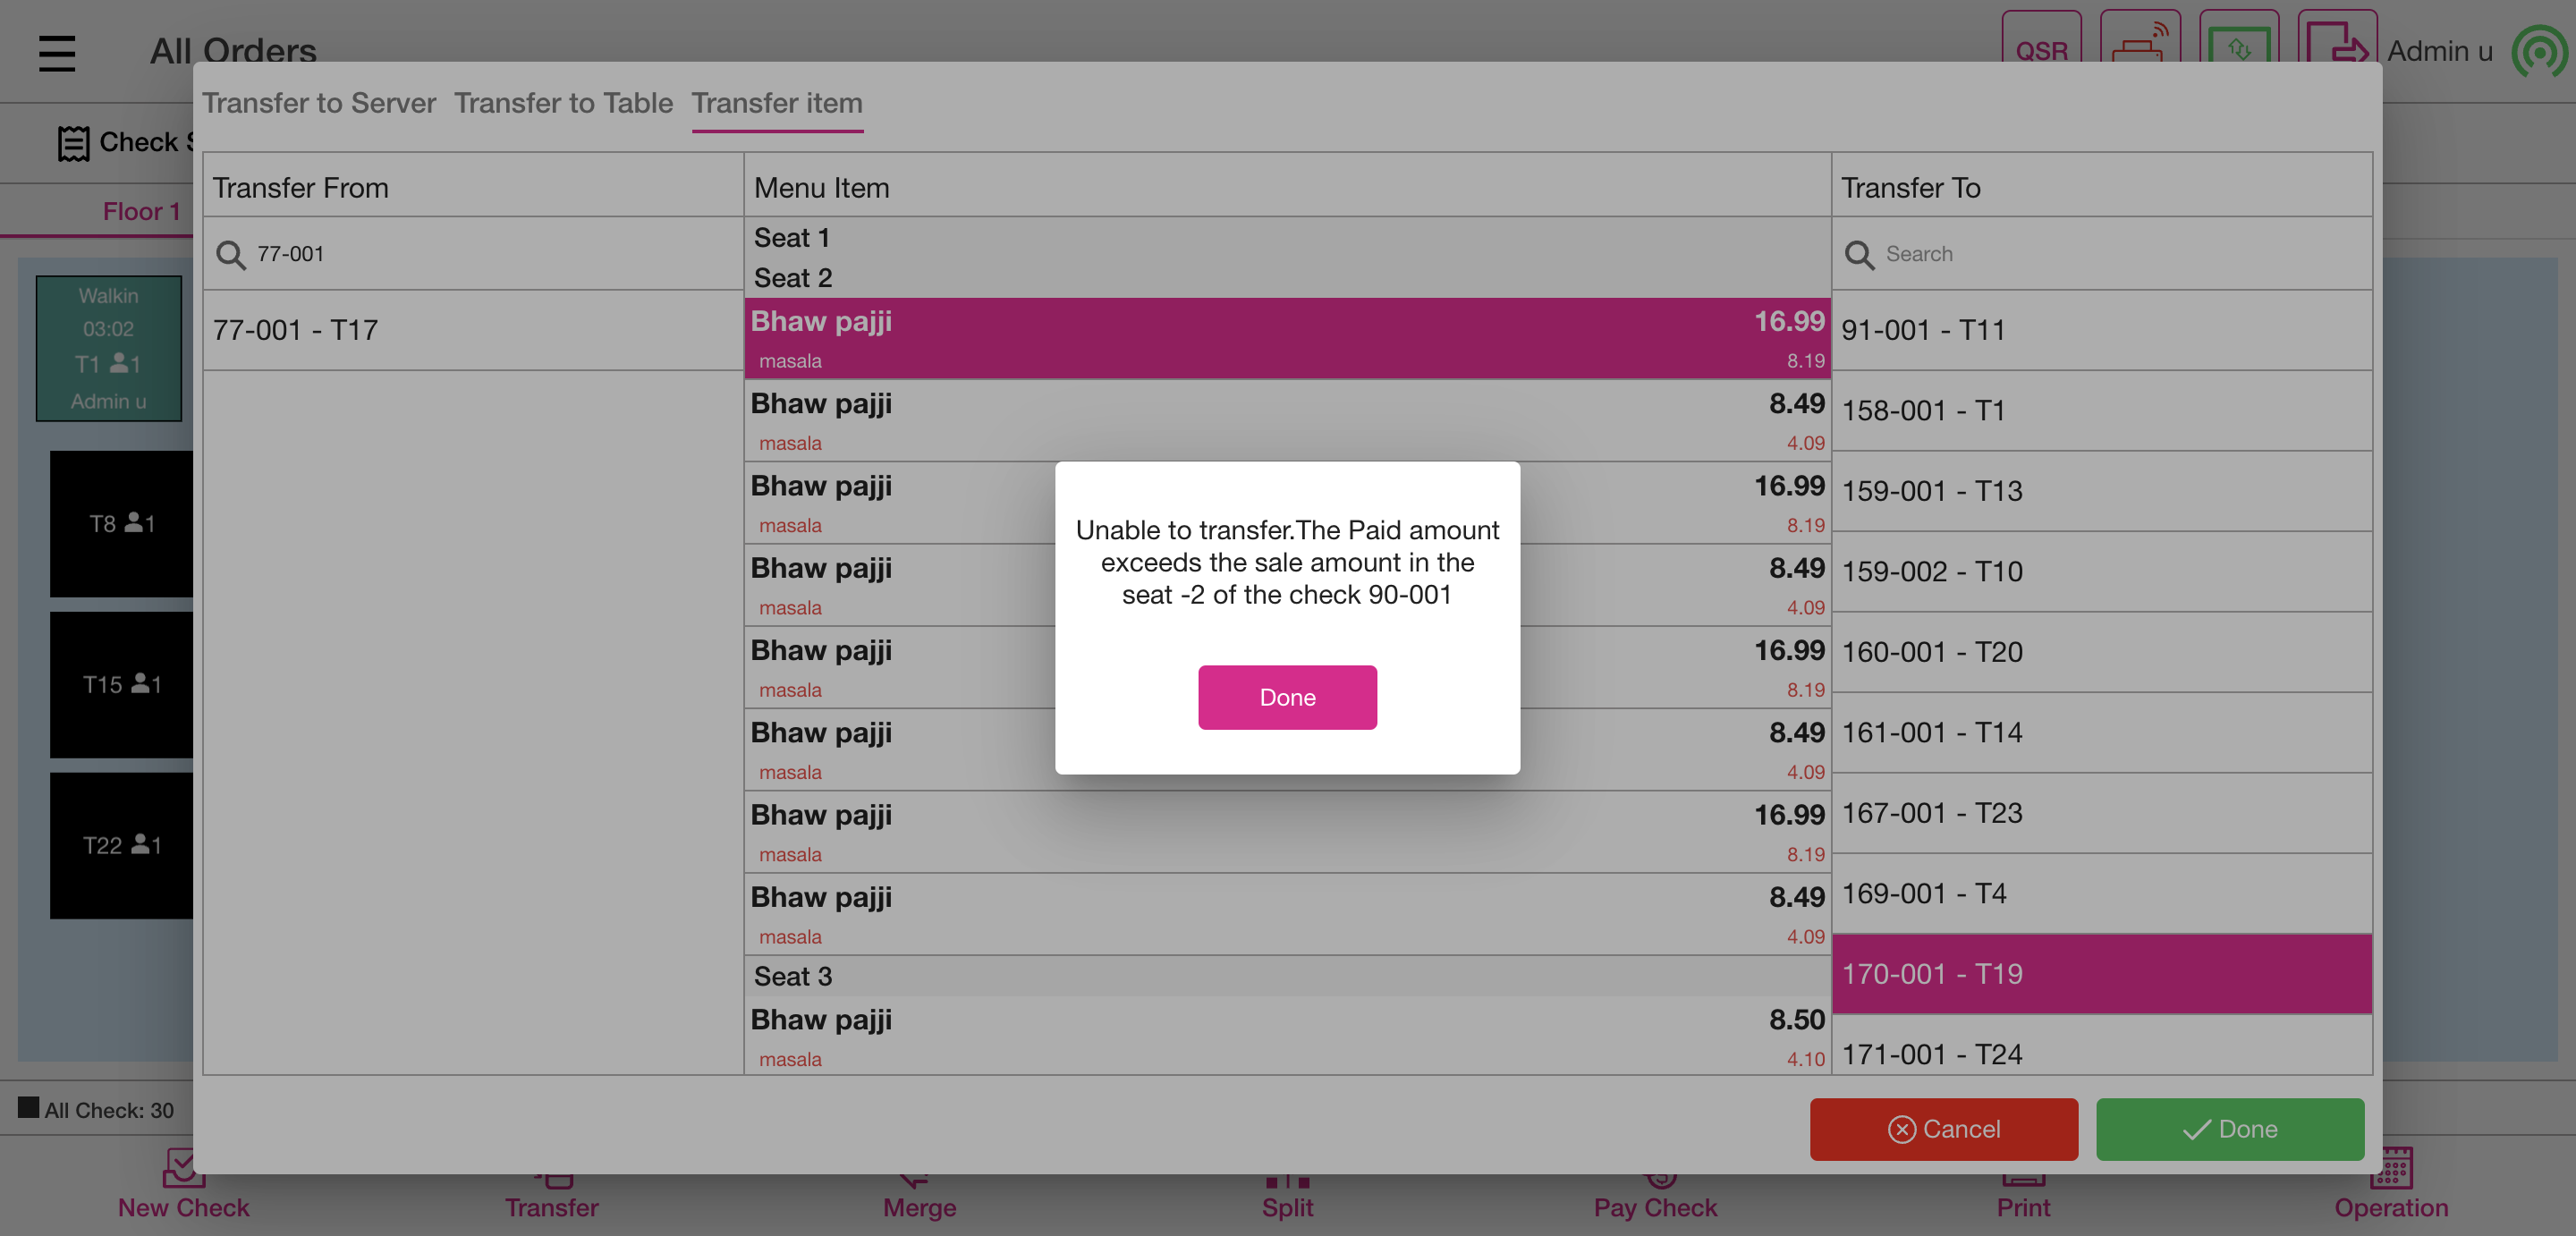 All Orders
QSR
Admin u
Transfer to Server Transfer to Table Transfer item
Check
Transfer From
Menu Item
Transfer To
Floor 1
77-001
Seat 1
Search
Seat 2
77-001 - T17
Walkin
03:02
T1 1
Admin u
T8 1
T15 1
T22 1
Bhaw pajji 16.99
masala 8.19
Bhaw pajji 8.49
masala 4.09
Bhaw pajji 16.99
masala 8.19
Bhaw pajji 8.49
masala 4.09
Bhaw pajji 16.99
masala 8.19
Bhaw pajji 8.49
masala 4.09
Bhaw pajji 16.99
masala 8.19
Bhaw pajji 8.49
masala 4.09
Seat 3
Bhaw pajji 8.50
masala 4.10
91-001 - T11
158-001 - T1
159-001 - T13
159-002 - T10
160-001 - T20
161-001 - T14
167-001 - T23
169-001 - T4
170-001 - T19
171-001 - T24
Unable to transfer.The Paid amount
exceeds the sale amount in the
seat -2 of the check 90-001
Done
All Check: 30
Cancel
Done
New Check
Transfer
Merge
Split
Pay Check
Print
Operation